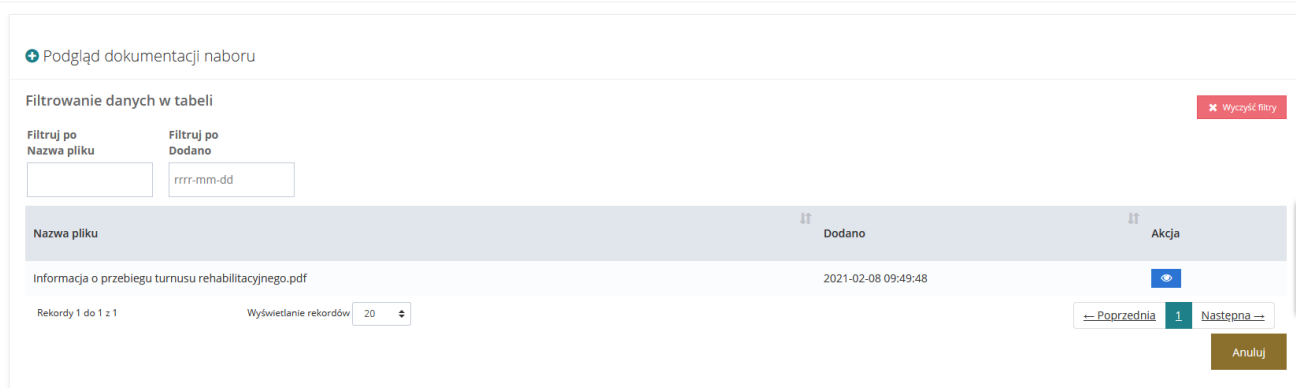 Podgląd dokumentacji naboru
Filtrowanie danych w tabeli
Wyczyść filtry
Filtruj po Nazwa pliku
Filtruj po Dodano
rrrr-mm-dd
Nazwa pliku Dodano Akcja
Informacja o przebiegu turnusu rehabilitacyjnego.pdf 2021-02-08 09:49:48
Rekordy 1 do 1 z 1 Wyświetlanie rekordów 20 ← Poprzednia 1 Następna →
Anuluj